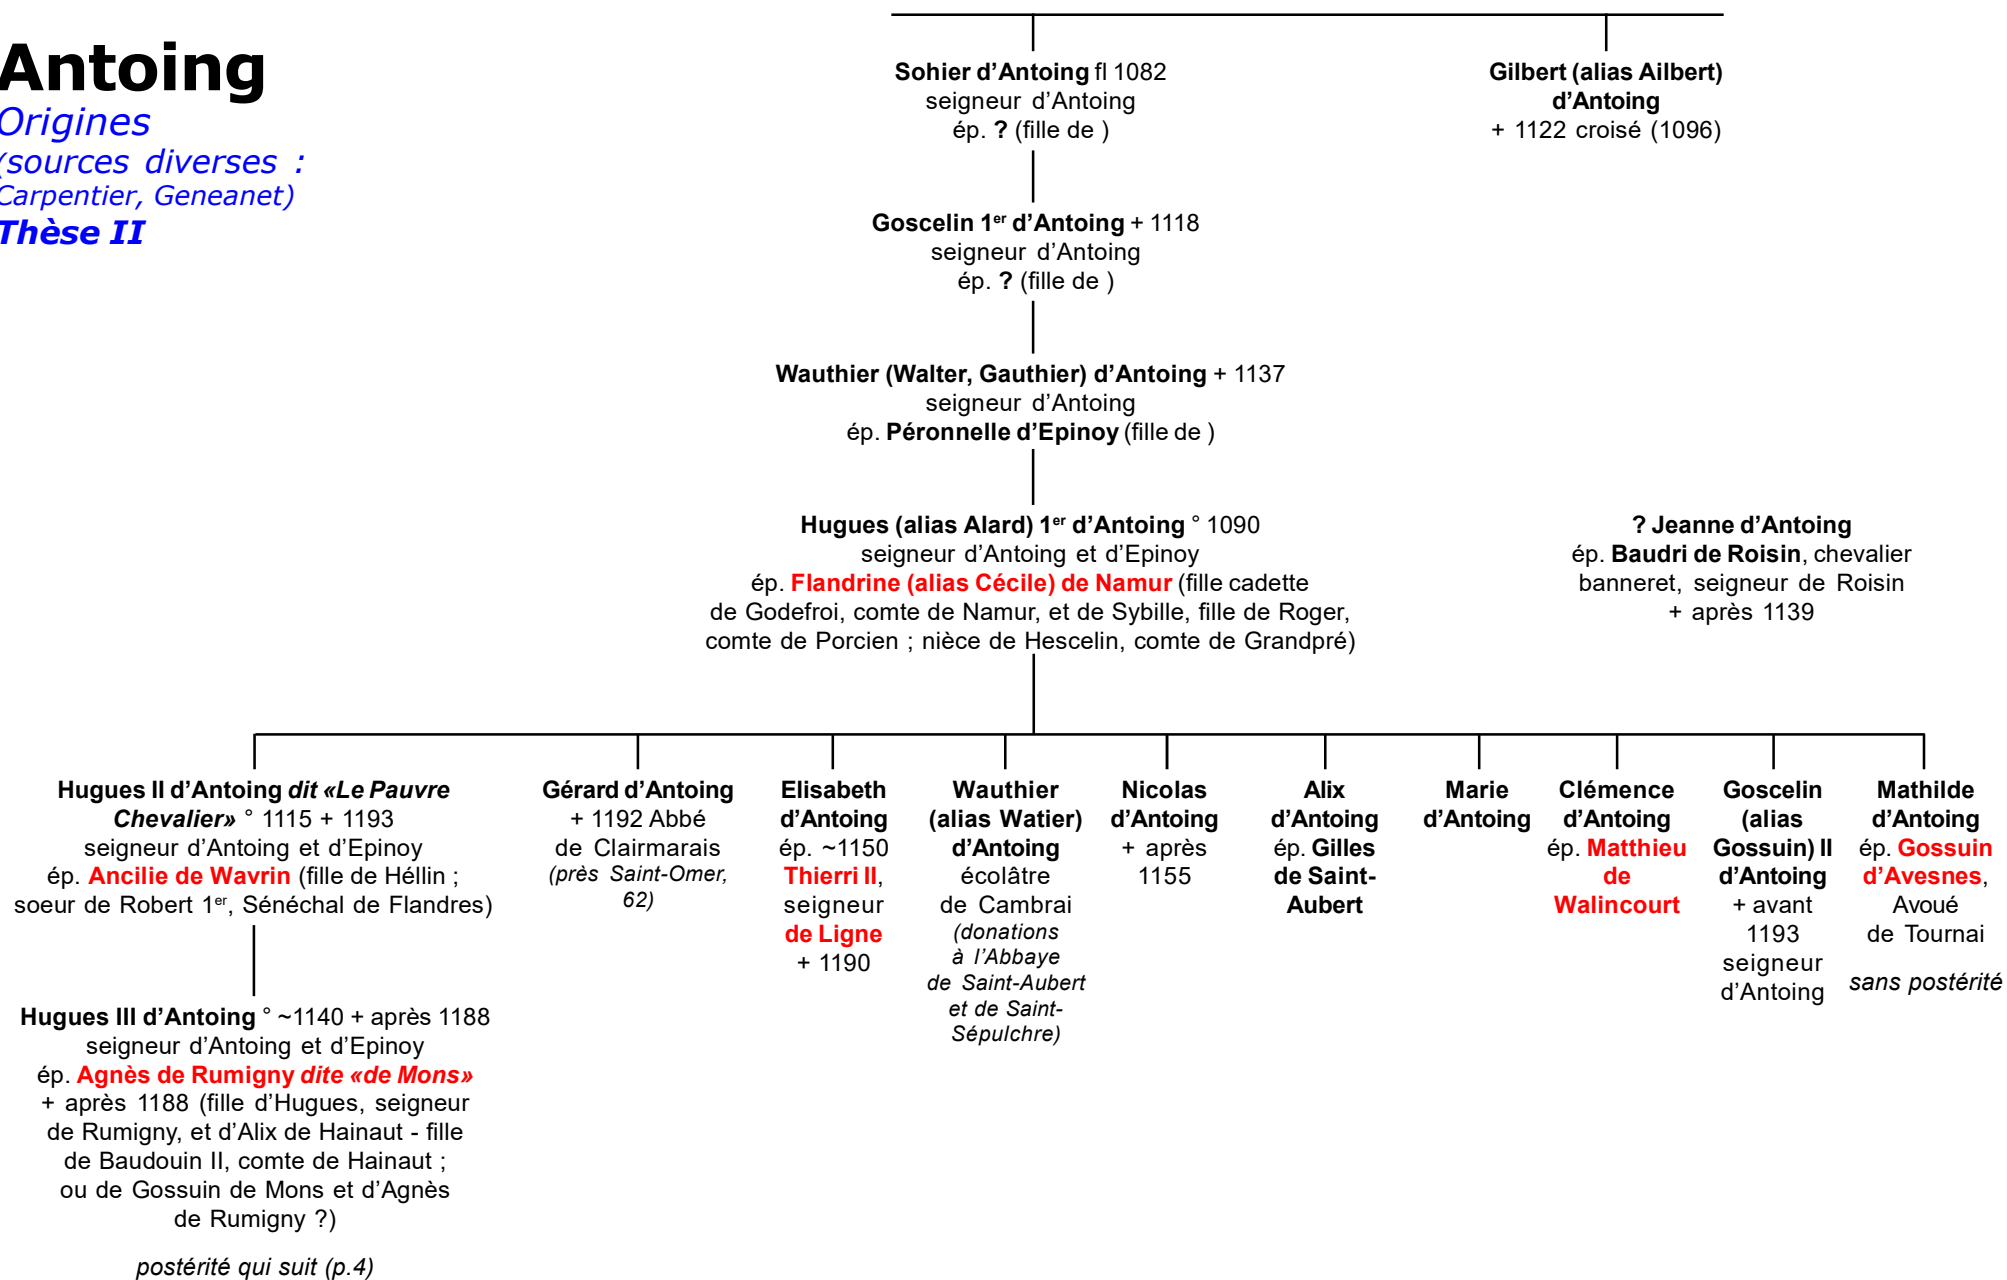 Antoing
Origines
(sources diverses :
Carpentier, Geneanet)
Thèse II
Sohier d’Antoing fl 1082
seigneur d’Antoing
ép. ? (fille de )
Gilbert (alias Ailbert)
d’Antoing
+ 1122 croisé (1096)
Goscelin 1er d’Antoing + 1118
seigneur d’Antoing
ép. ? (fille de )
Wauthier (Walter, Gauthier) d’Antoing + 1137
seigneur d’Antoing
ép. Péronnelle d’Epinoy (fille de )
Hugues (alias Alard) 1er d’Antoing ° 1090
seigneur d’Antoing et d’Epinoy
ép. Flandrine (alias Cécile) de Namur (fille cadette
de Godefroi, comte de Namur, et de Sybille, fille de Roger,
comte de Porcien ; nièce de Hescelin, comte de Grandpré)
? Jeanne d’Antoing
ép. Baudri de Roisin, chevalier
banneret, seigneur de Roisin
+ après 1139
Hugues II d’Antoing dit «Le Pauvre
Chevalier» ° 1115 + 1193
seigneur d’Antoing et d’Epinoy
ép. Ancilie de Wavrin (fille de Héllin ;
soeur de Robert 1er, Sénéchal de Flandres)
Gérard d’Antoing
+ 1192 Abbé
de Clairmarais
(près Saint-Omer,
62)
Elisabeth
d’Antoing
ép. ~1150
Thierri II,
seigneur
de Ligne
+ 1190
Wauthier
(alias Watier)
d’Antoing
écolâtre
de Cambrai
(donations
à l’Abbaye
de Saint-Aubert
et de Saint-
Sépulchre)
Nicolas
d’Antoing
+ après
1155
Alix
d’Antoing
ép. Gilles
de Saint-
Aubert
Marie
d’Antoing
Clémence
d’Antoing
ép. Matthieu
de
Walincourt
Goscelin
(alias
Gossuin) II
d’Antoing
+ avant
1193
seigneur
d’Antoing
Mathilde
d’Antoing
ép. Gossuin
d’Avesnes,
Avoué
de Tournai
sans postérité
Hugues III d’Antoing ° ~1140 + après 1188
seigneur d’Antoing et d’Epinoy
ép. Agnès de Rumigny dite «de Mons»
+ après 1188 (fille d’Hugues, seigneur
de Rumigny, et d’Alix de Hainaut - fille
de Baudouin II, comte de Hainaut ;
ou de Gossuin de Mons et d’Agnès
de Rumigny ?)
postérité qui suit (p.4)